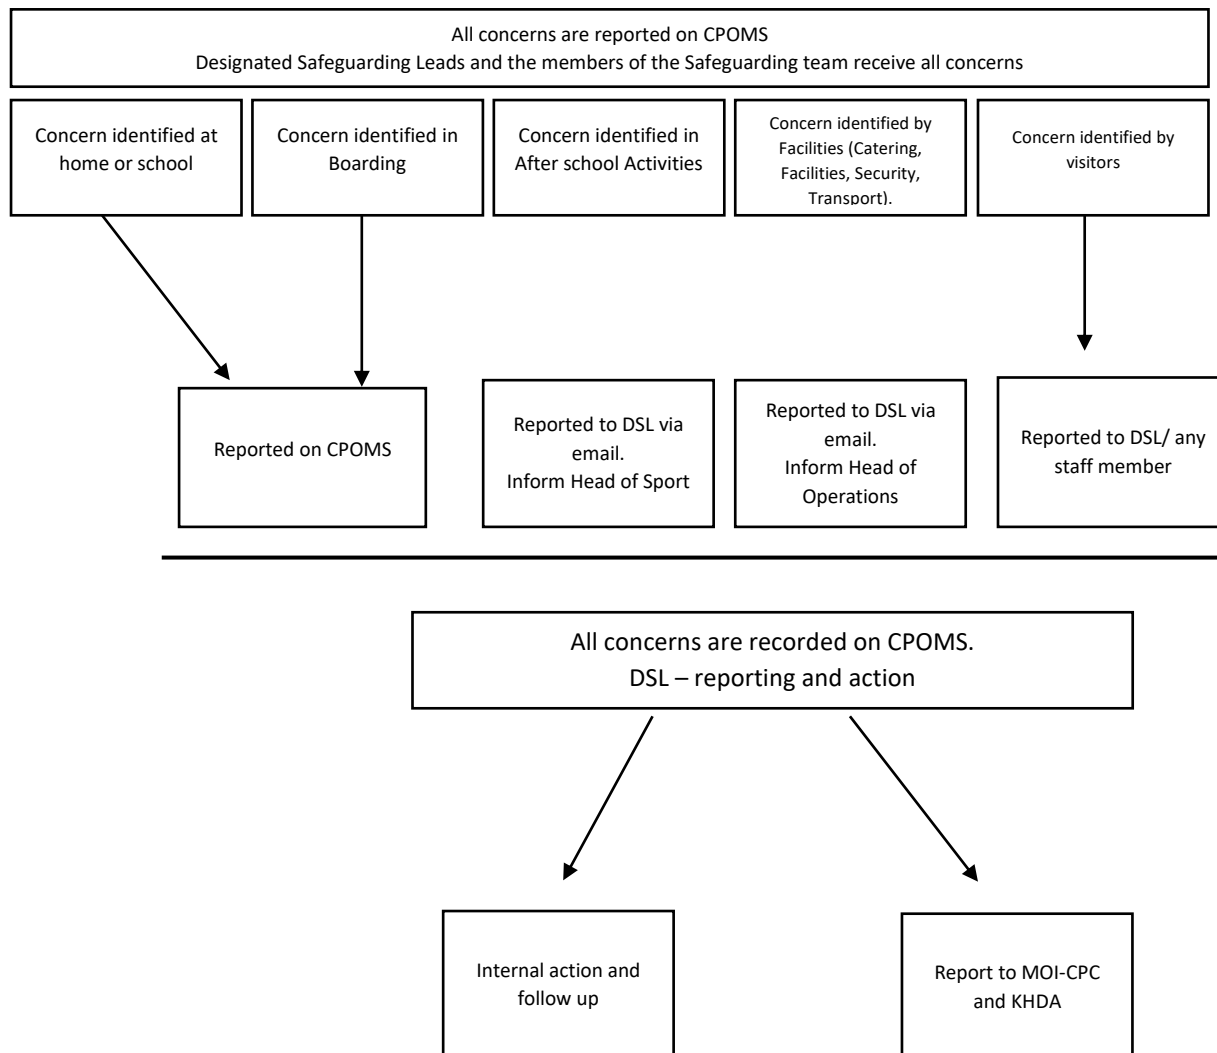 All concerns are reported on CPOMS
Designated Safeguarding Leads and the members of the Safeguarding team receive all concerns
Concern identified at
home or school
Concern identified in
Boarding
Concern identified in
After school Activities
Concern identified by
Facilities (Catering,
Facilities, Security,
Transport).
Concern identified by
visitors
Reported on CPOMS
Reported to DSL via
email.
Inform Head of Sport
Reported to DSL via
email.
Inform Head of
Operations
Reported to DSL/ any
staff member
All concerns are recorded on CPOMS.
DSL – reporting and action
Internal action and
follow up
Report to MOI-CPC
and KHDA